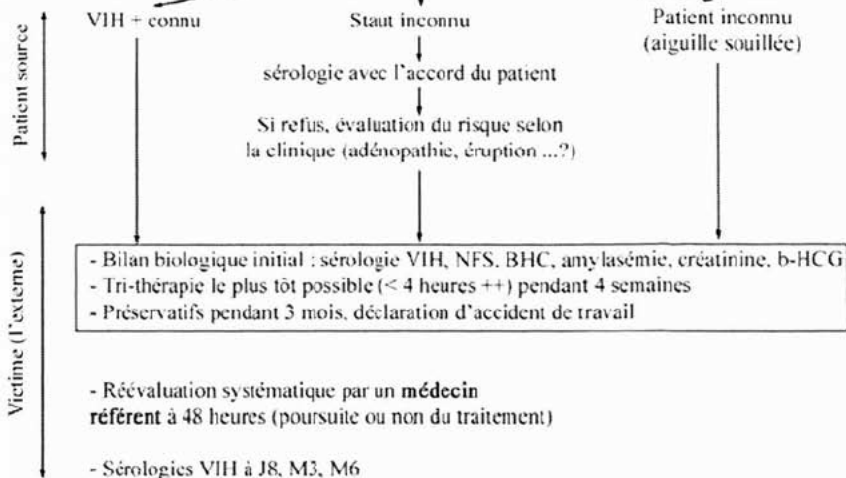 VIH + connu
Staut inconnu
Patient inconnu
(aiguille souillée)
Patient source
sérologie avec l'accord du patient
Si refus, évaluation du risque selon
la clinique (adénopathie, éruption ...?)
Victime (l'externe)
- Bilan biologique initial : sérologie VIH, NFS, BHC, amylasémie, créatinine, b-HCG
- Tri-thérapie le plus tôt possible (< 4 heures ++) pendant 4 semaines
- Préservatifs pendant 3 mois, déclaration d'accident de travail
- Réévaluation systématique par un médecin
référent à 48 heures (poursuite ou non du traitement)
- Sérologies VIH à J8, M3, M6